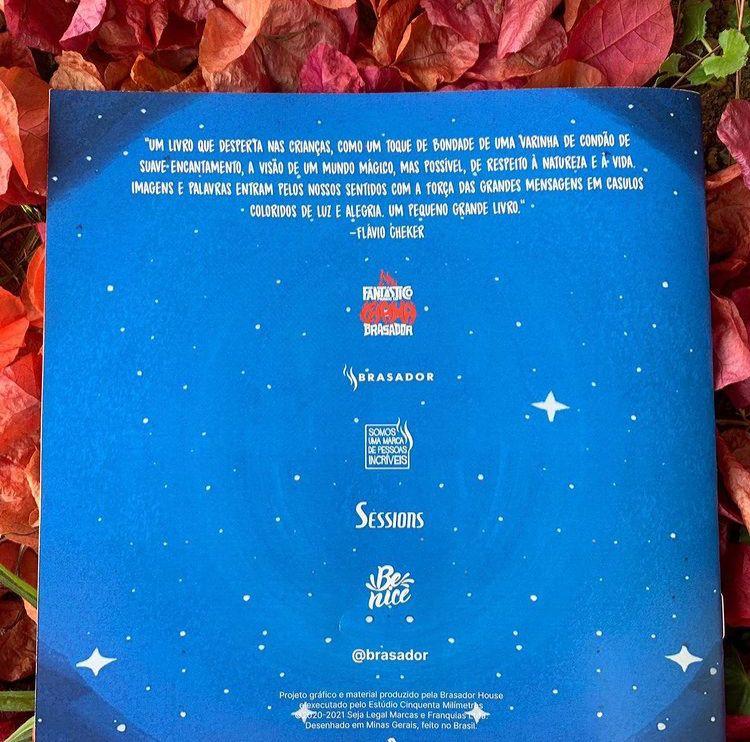 "UM LIVRO QUE DESPERTA NAS CRIANÇAS, COMO UM TOQUE DE BONDADE DE UMA VARINHA DE CONDÃO DE
SUAVE ENCANTAMENTO, A VISÃO DE UM MUNDO MÁGICO, MAS POSSÍVEL, DE RESPEITO À NATUREZA E À VIDA.
IMAGENS E PALAVRAS ENTRAM PELOS NOSSOS SENTIDOS COM A FORÇA DAS GRANDES MENSAGENS EM CASULOS
COLORIDOS DE LUZ E ALEGRIA. UM PEQUENO GRANDE LIVRO."
-FLÁVIO CHEKER
FANTÁSTICO
CHAMA
BRASADOR
BRASADOR
SOMOS
UMA MARCA
DE PESSOAS
INCRÍVEIS
SESSIONS
Be
nice
@brasador
Projeto gráfico e material produzido pela Brasador House
e executado pelo Estúdio Cinquenta Milímetros
2020-2021 Seja Legal Marcas e Franquias
Desenhado em Minas Gerais, feito no Brasil.